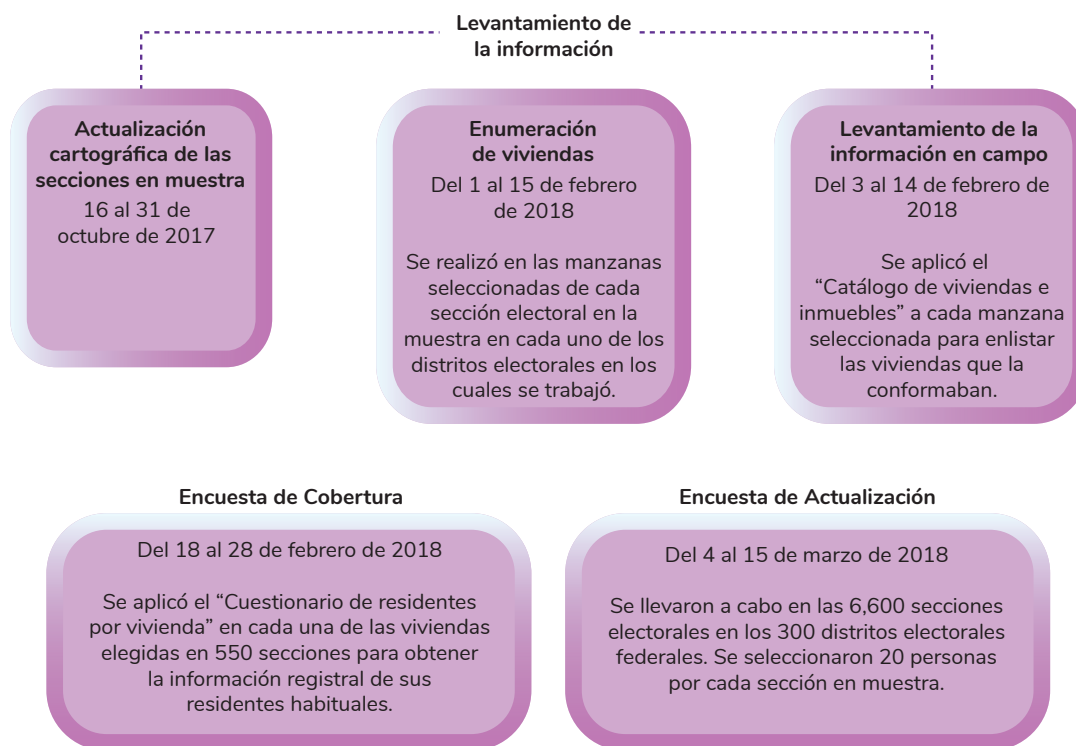 Levantamiento de
la información
Actualización
cartográfica de las
secciones en muestra
16 al 31 de
octubre de 2017
Enumeración
de viviendas
Del 1 al 15 de febrero
de 2018
Se realizó en las manzanas
seleccionadas de cada
sección electoral en la
muestra en cada uno de los
distritos electorales en los
cuales se trabajó.
Levantamiento de la
información en campo
Del 3 al 14 de febrero de
2018
Se aplicó el
“Catálogo de viviendas e
inmuebles” a cada manzana
seleccionada para enlistar
las viviendas que la
conformaban.
Encuesta de Cobertura
Del 18 al 28 de febrero de 2018
Se aplicó el “Cuestionario de residentes
por vivienda” en cada una de las viviendas
elegidas en 550 secciones para obtener
la información registral de sus
residentes habituales.
Encuesta de Actualización
Del 4 al 15 de marzo de 2018
Se llevaron a cabo en las 6,600 secciones
electorales en los 300 distritos electorales
federales. Se seleccionaron 20 personas
por cada sección en muestra.